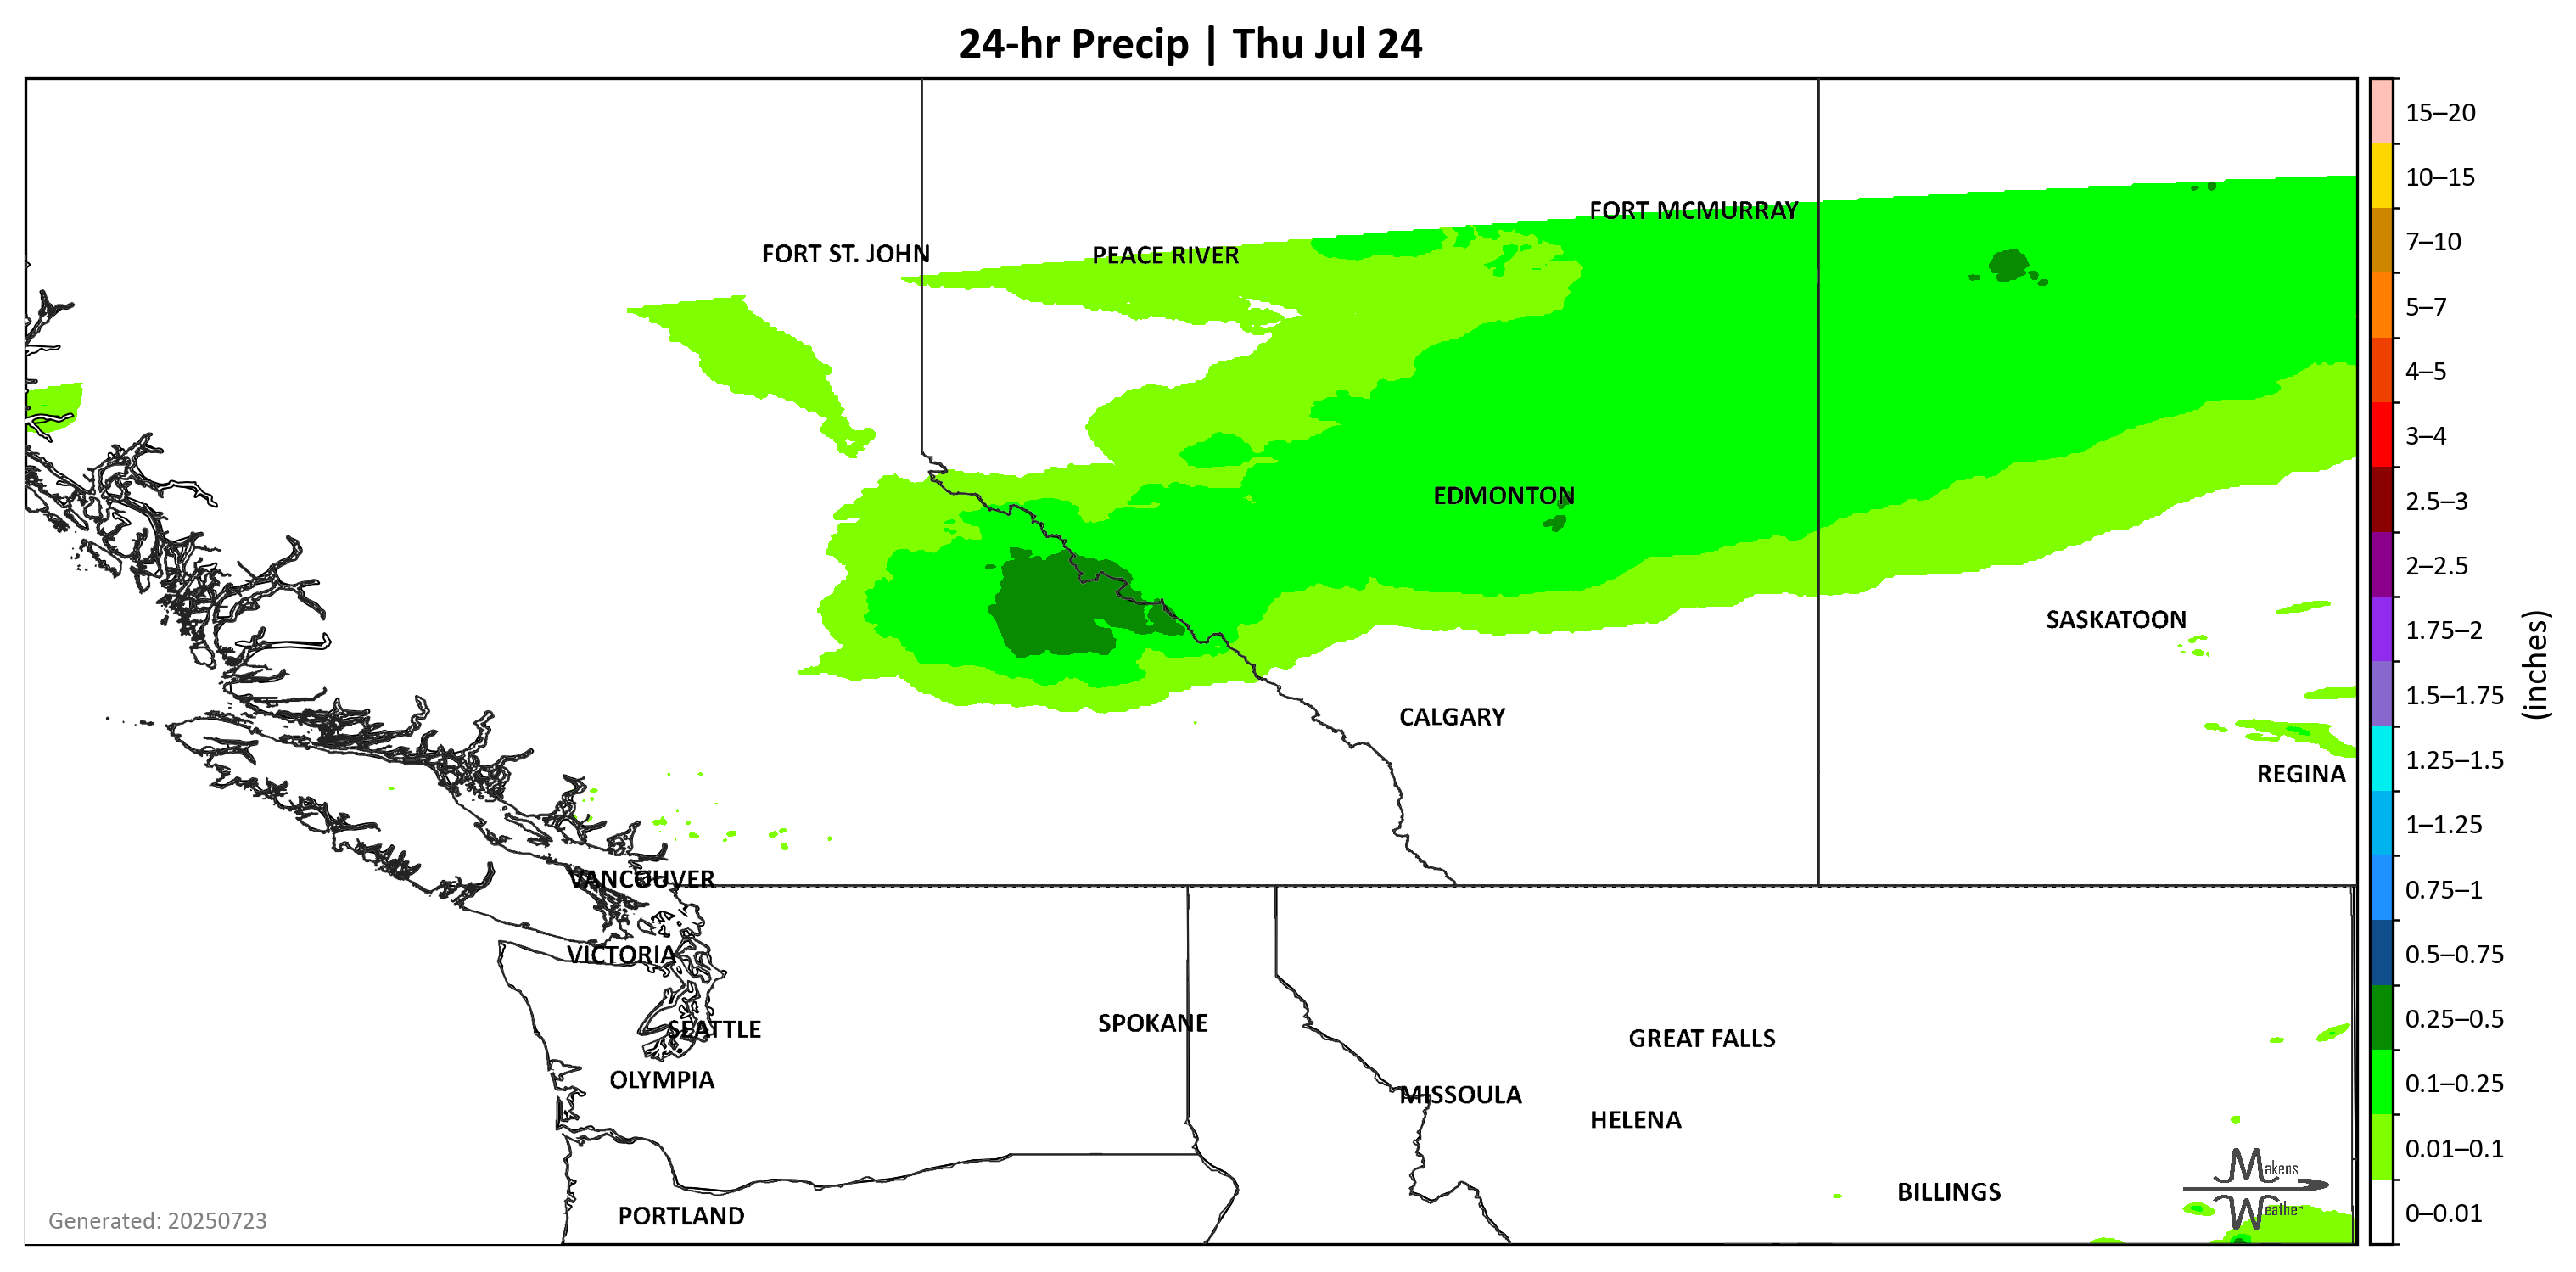 24-hr Precip | Thu Jul 24
15–20
10–15
FORT MCMURRAY
7–10
FORT ST. JOHN
PEACE RIVER
5–7
4–5
3–4
EDMONTON
2.5–3
2–2.5
SASKATOON
1.75–2
(inches)
1.5–1.75
CALGARY
1.25–1.5
REGINA
1–1.25
VANCOUVER
0.75–1
VICTORIA
0.5–0.75
SPOKANE
0.25–0.5
SEATTLE
GREAT FALLS
OLYMPIA
0.1–0.25
MISSOULA
HELENA
0.01–0.1
Makens
BILLINGS
Weather
PORTLAND
Generated: 20250723
0–0.01